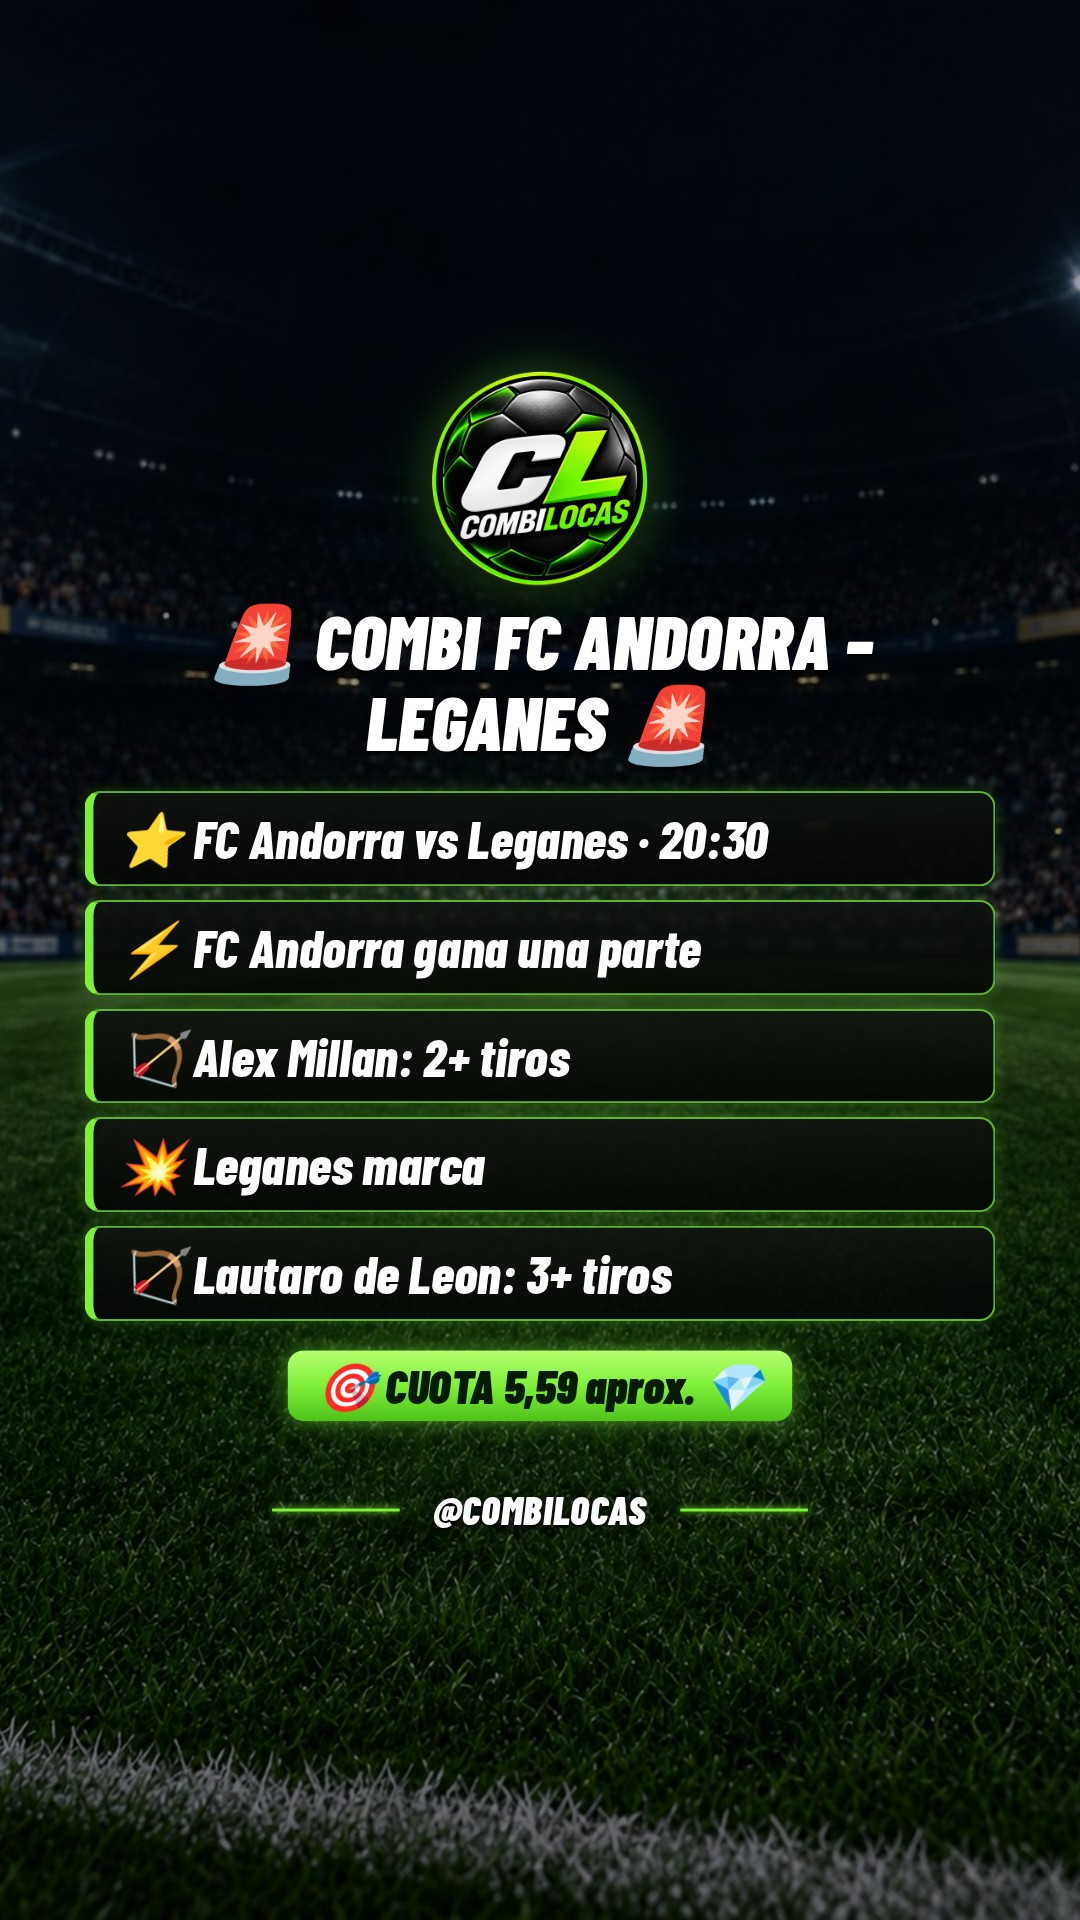 CL
COMBILOCAS
🚨 COMBI FC ANDORRA -
LEGANES 🚨
⭐ FC Andorra vs Leganes · 20:30
⚡ FC Andorra gana una parte
🏹 Alex Millan: 2+ tiros
💥 Leganes marca
🏹 Lautaro de Leon: 3+ tiros
🎯 CUOTA 5,59 aprox. 💎
@COMBILOCAS